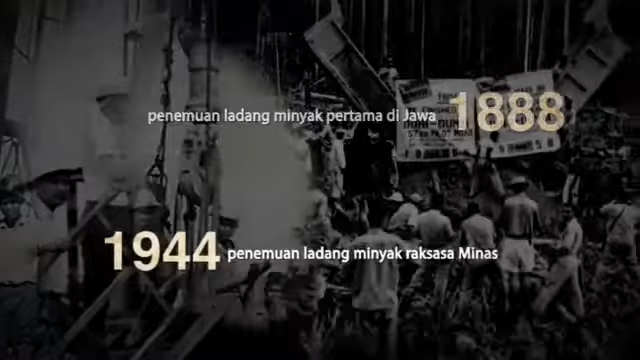 penemuan ladang minyak pertama di Jawa 1888
1944 penemuan ladang minyak raksasa Minas